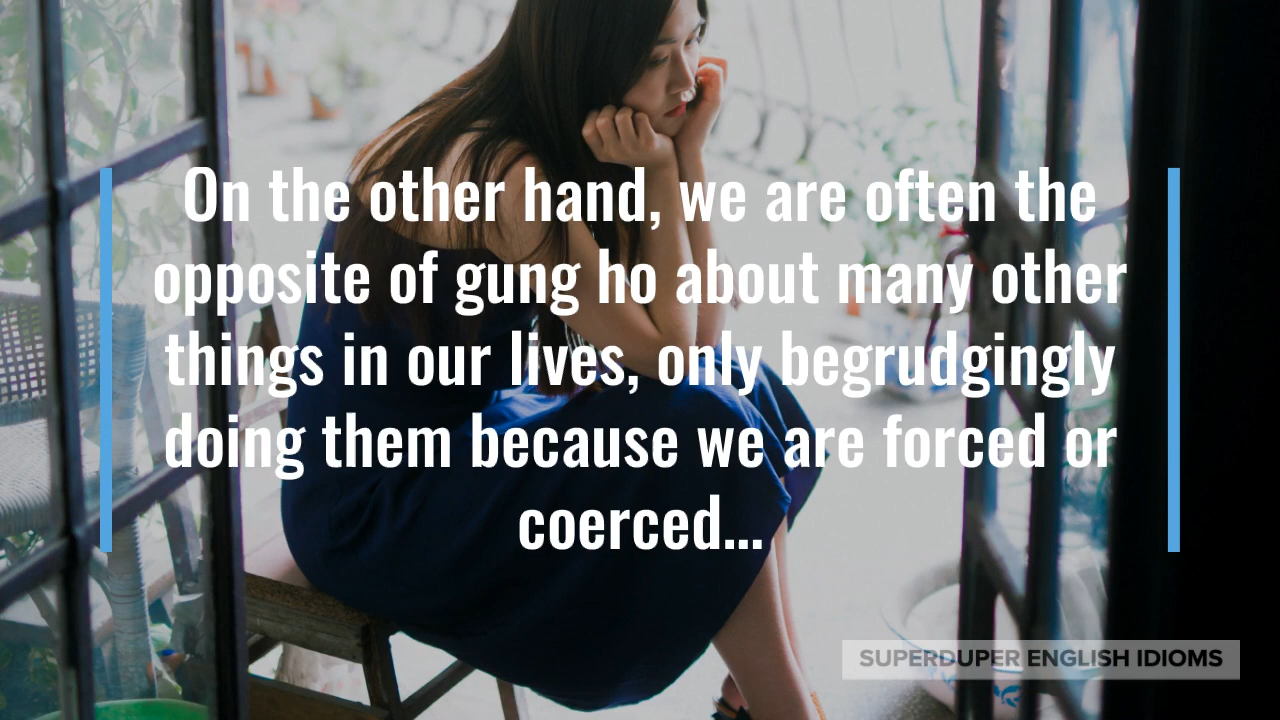 On the other hand, we are often the
opposite of gung ho about many other
things in our lives, only begrudgingly
doing them because we are forced or
coerced...
SUPERDUPER ENGLISH IDIOMS